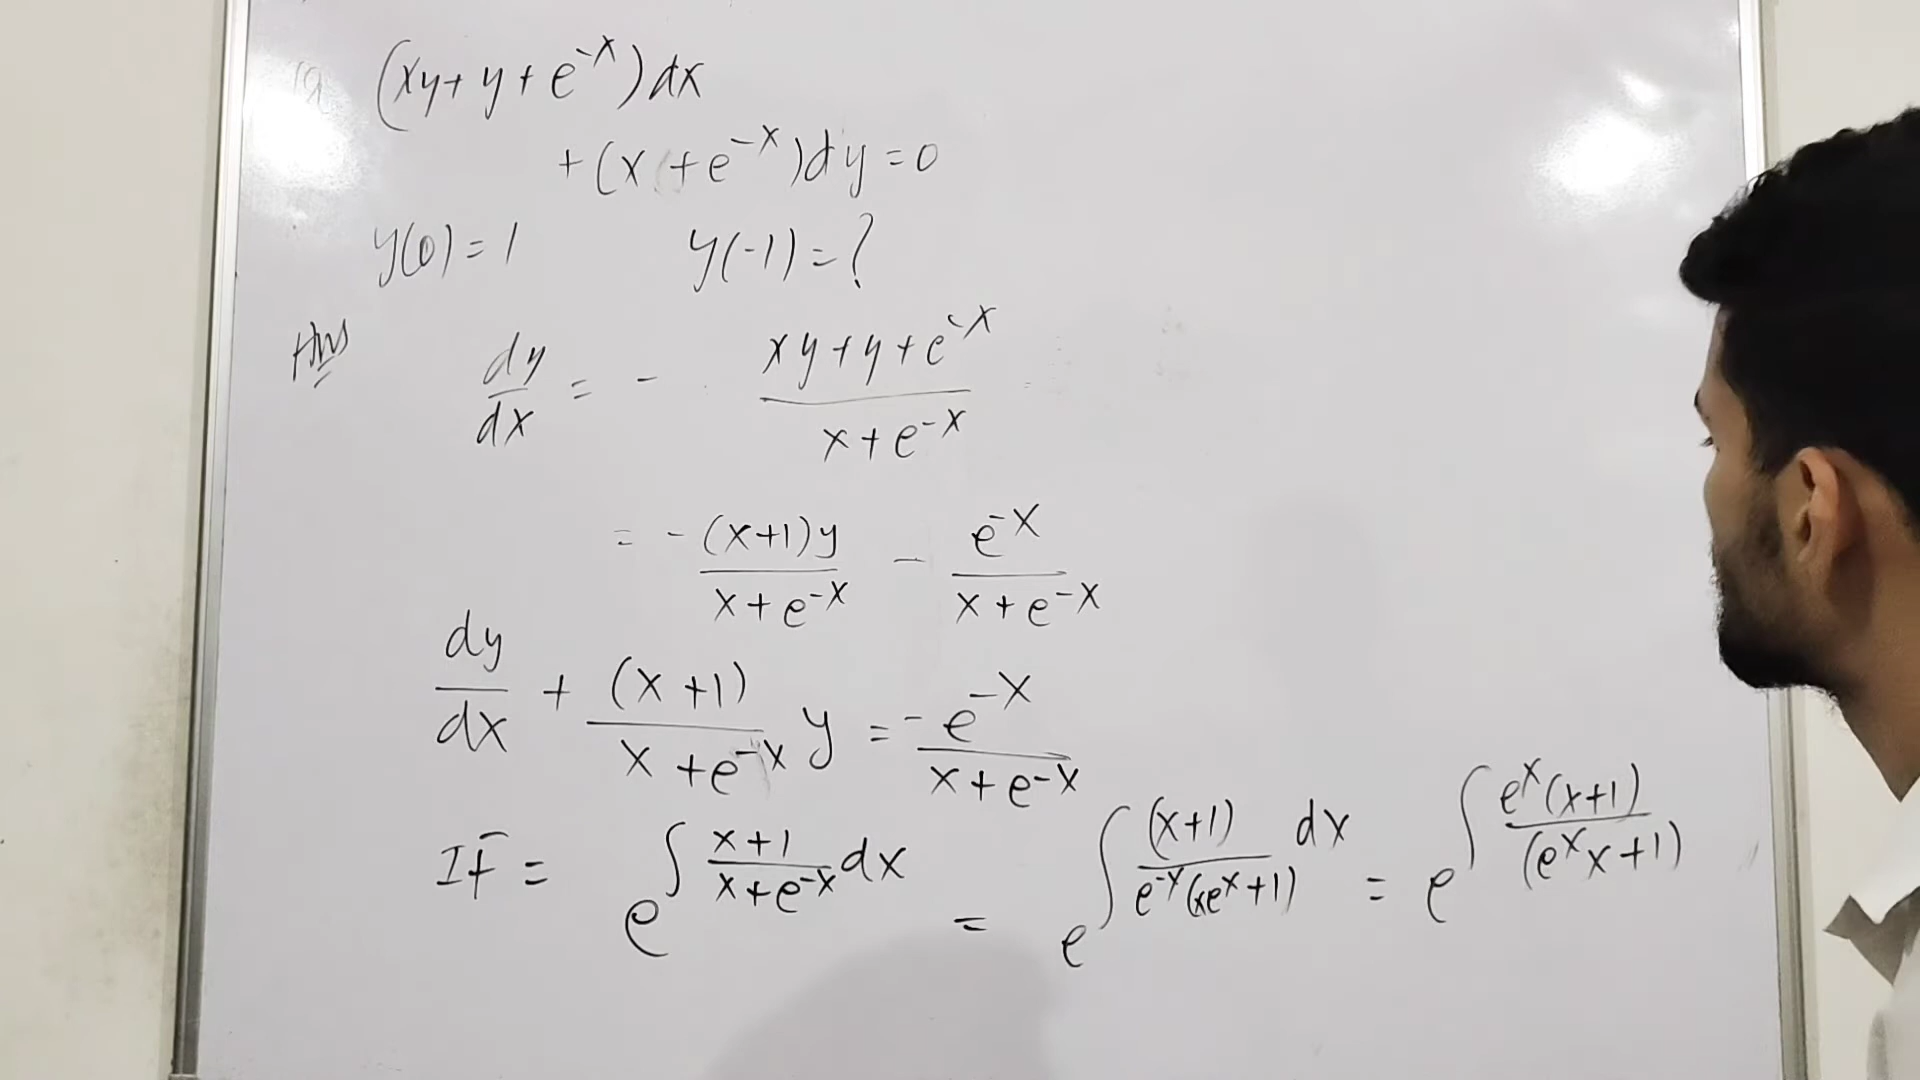 Q (xy + y + e^-x) dx
+ (x + e^-x) dy = 0
y(0) = 1 y(-1) = ?
Ans dy/dx = - (xy + y + e^-x)/(x + e^-x)
= - (x+1)y/(x + e^-x) - e^-x/(x + e^-x)
dy/dx + (x+1)/(x + e^-x) y = -e^-x/(x + e^-x)
IF = e^∫ (x+1)/(x + e^-x) dx = e^∫ (x+1)/(e^-x(xe^x + 1)) dx = e^∫ e^x(x+1)/(e^x x + 1)